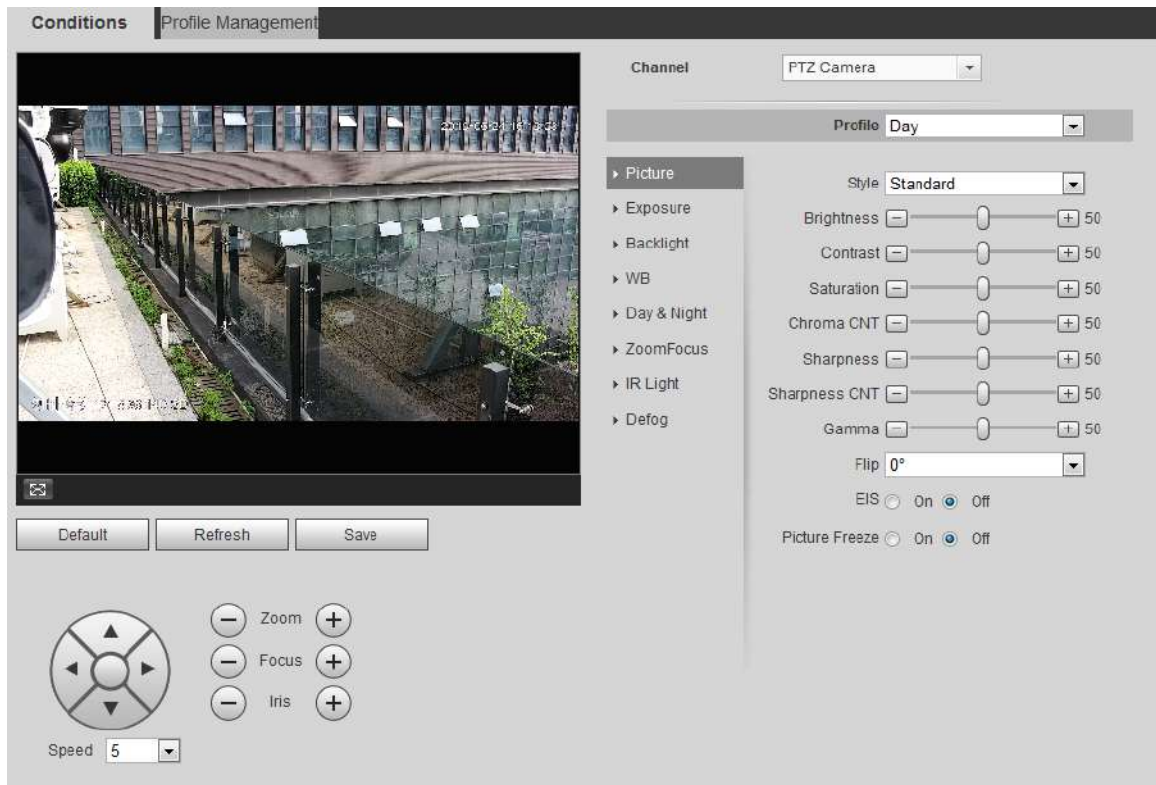 Conditions
Profile Management
Channel
PTZ Camera
Profile
Day
Picture
Exposure
Backlight
WB
Day & Night
ZoomFocus
IR Light
Defog
Style
Standard
Brightness
50
Contrast
50
Saturation
50
Chroma CNT
50
Sharpness
50
Sharpness CNT
50
Gamma
50
Flip
0°
EIS
On
Off
Picture Freeze
On
Off
Default
Refresh
Save
Zoom
Focus
Iris
Speed
5